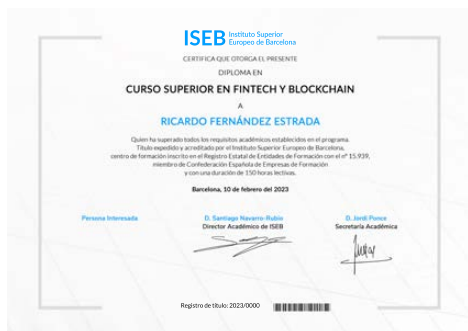 ISEB Instituto Superior
Europeo de Barcelona
CERTIFICA QUE OTORGA EL PRESENTE
DIPLOMA EN
CURSO SUPERIOR EN FINTECH Y BLOCKCHAIN
A
RICARDO FERNÁNDEZ ESTRADA
Quien ha superado todos los requisitos académicos establecidos en el programa.
Título expedido y acreditado por el Instituto Superior Europeo de Barcelona,
centro de formación inscrito en el Registro Estatal de Entidades de Formación con el nº 15.939,
miembro de Confederación Española de Empresas de Formación
y con una duración de 150 horas lectivas.
Barcelona, 10 de febrero del 2023
Persona Interesada
D. Santiago Navarro-Rubio
Director Académico de ISEB
D. Jordi Ponce
Secretaría Académica
Registro de título: 2023/0000